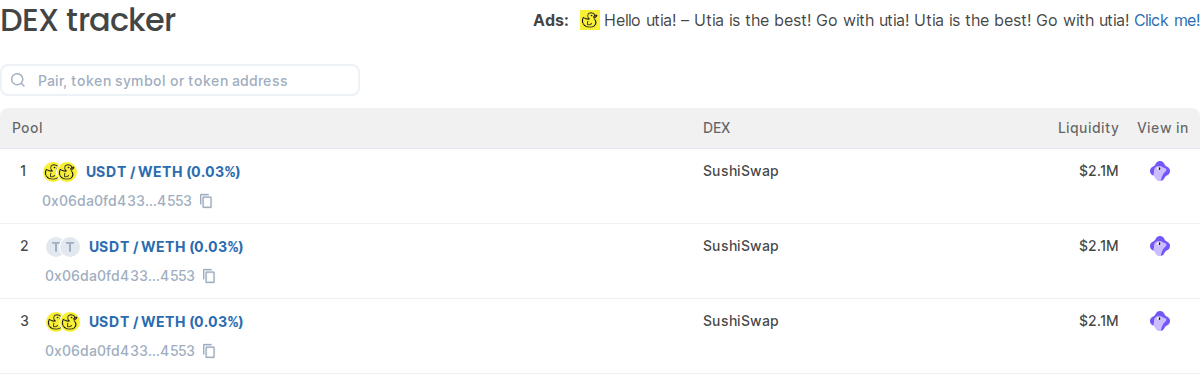 DEX tracker
Ads: Hello utia! – Utia is the best! Go with utia! Utia is the best! Go with utia! Click me!
Pair, token symbol or token address
Pool DEX Liquidity View in
1 USDT / WETH (0.03%) SushiSwap $2.1M
0x06da0fd433...4553
2 T T USDT / WETH (0.03%) SushiSwap $2.1M
0x06da0fd433...4553
3 USDT / WETH (0.03%) SushiSwap $2.1M
0x06da0fd433...4553